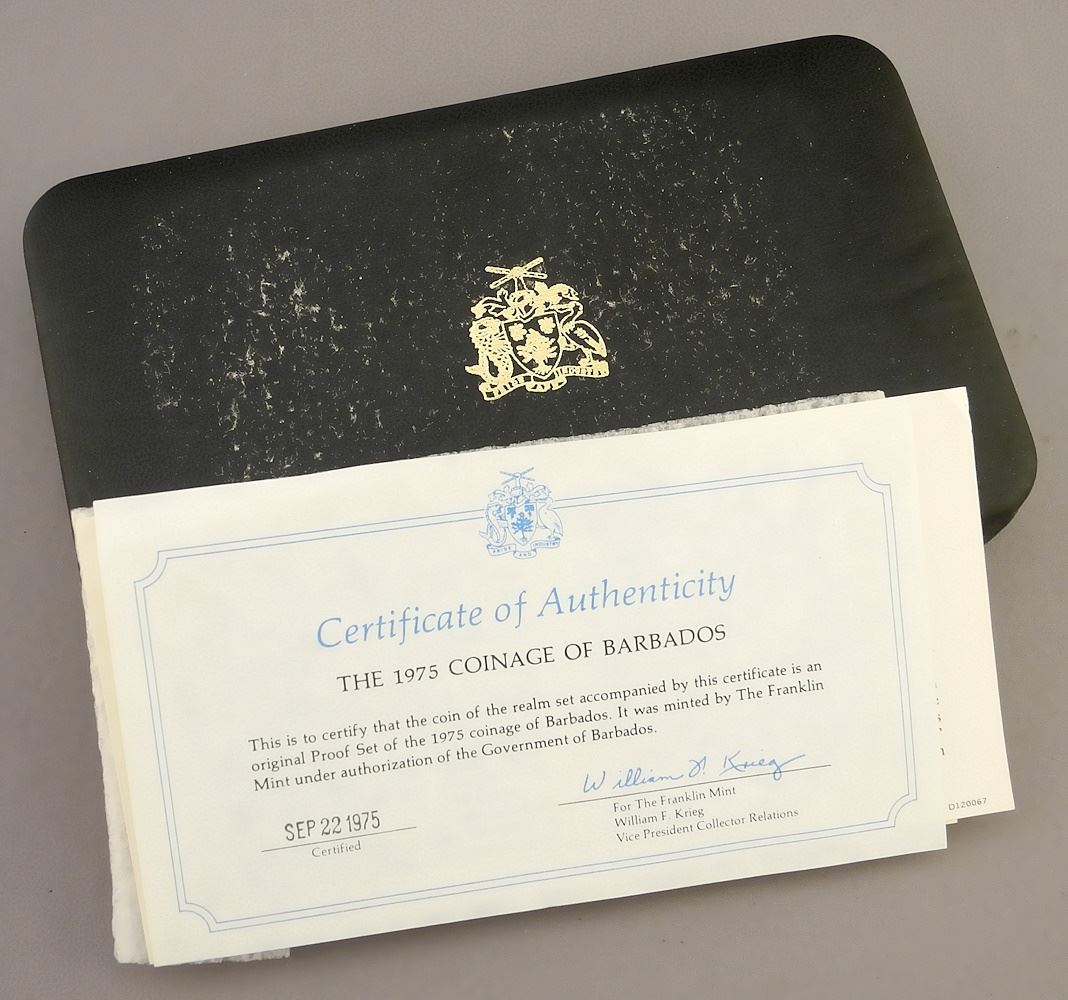 PRIDE AND INDUSTRY
PRIDE AND INDUSTRY
Certificate of Authenticity
THE 1975 COINAGE OF BARBADOS
This is to certify that the coin of the realm set accompanied by this certificate is an
original Proof Set of the 1975 coinage of Barbados. It was minted by The Franklin
Mint under authorization of the Government of Barbados.
William F. Krieg
For The Franklin Mint
William F. Krieg
Vice President Collector Relations
SEP 22 1975
Certified
D120067